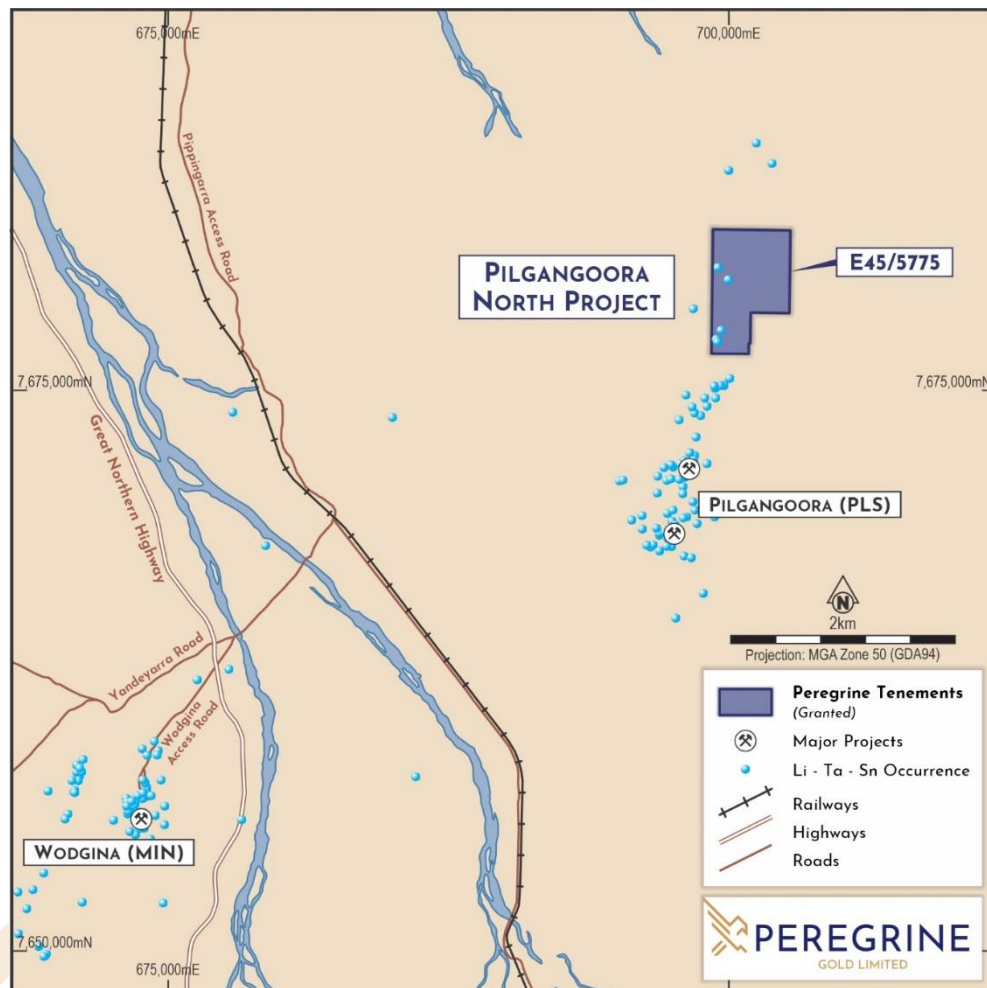 675,000mE
700,000mE
Pippingarra Access Road
PILGANGOORA
NORTH PROJECT
E45/5775
7,675,000mN
7,675,000mN
Great Northern Highway
PILGANGOORA (PLS)
N
2km
Projection: MGA Zone 50 (GDA94)
Yandeyarra Road
Wodgina
Access Road
WODGINA (MIN)
Peregrine Tenements
(Granted)
Major Projects
Li - Ta - Sn Occurrence
Railways
Highways
Roads
7,650,000mN
675,000mE
PEREGRINE
GOLD LIMITED